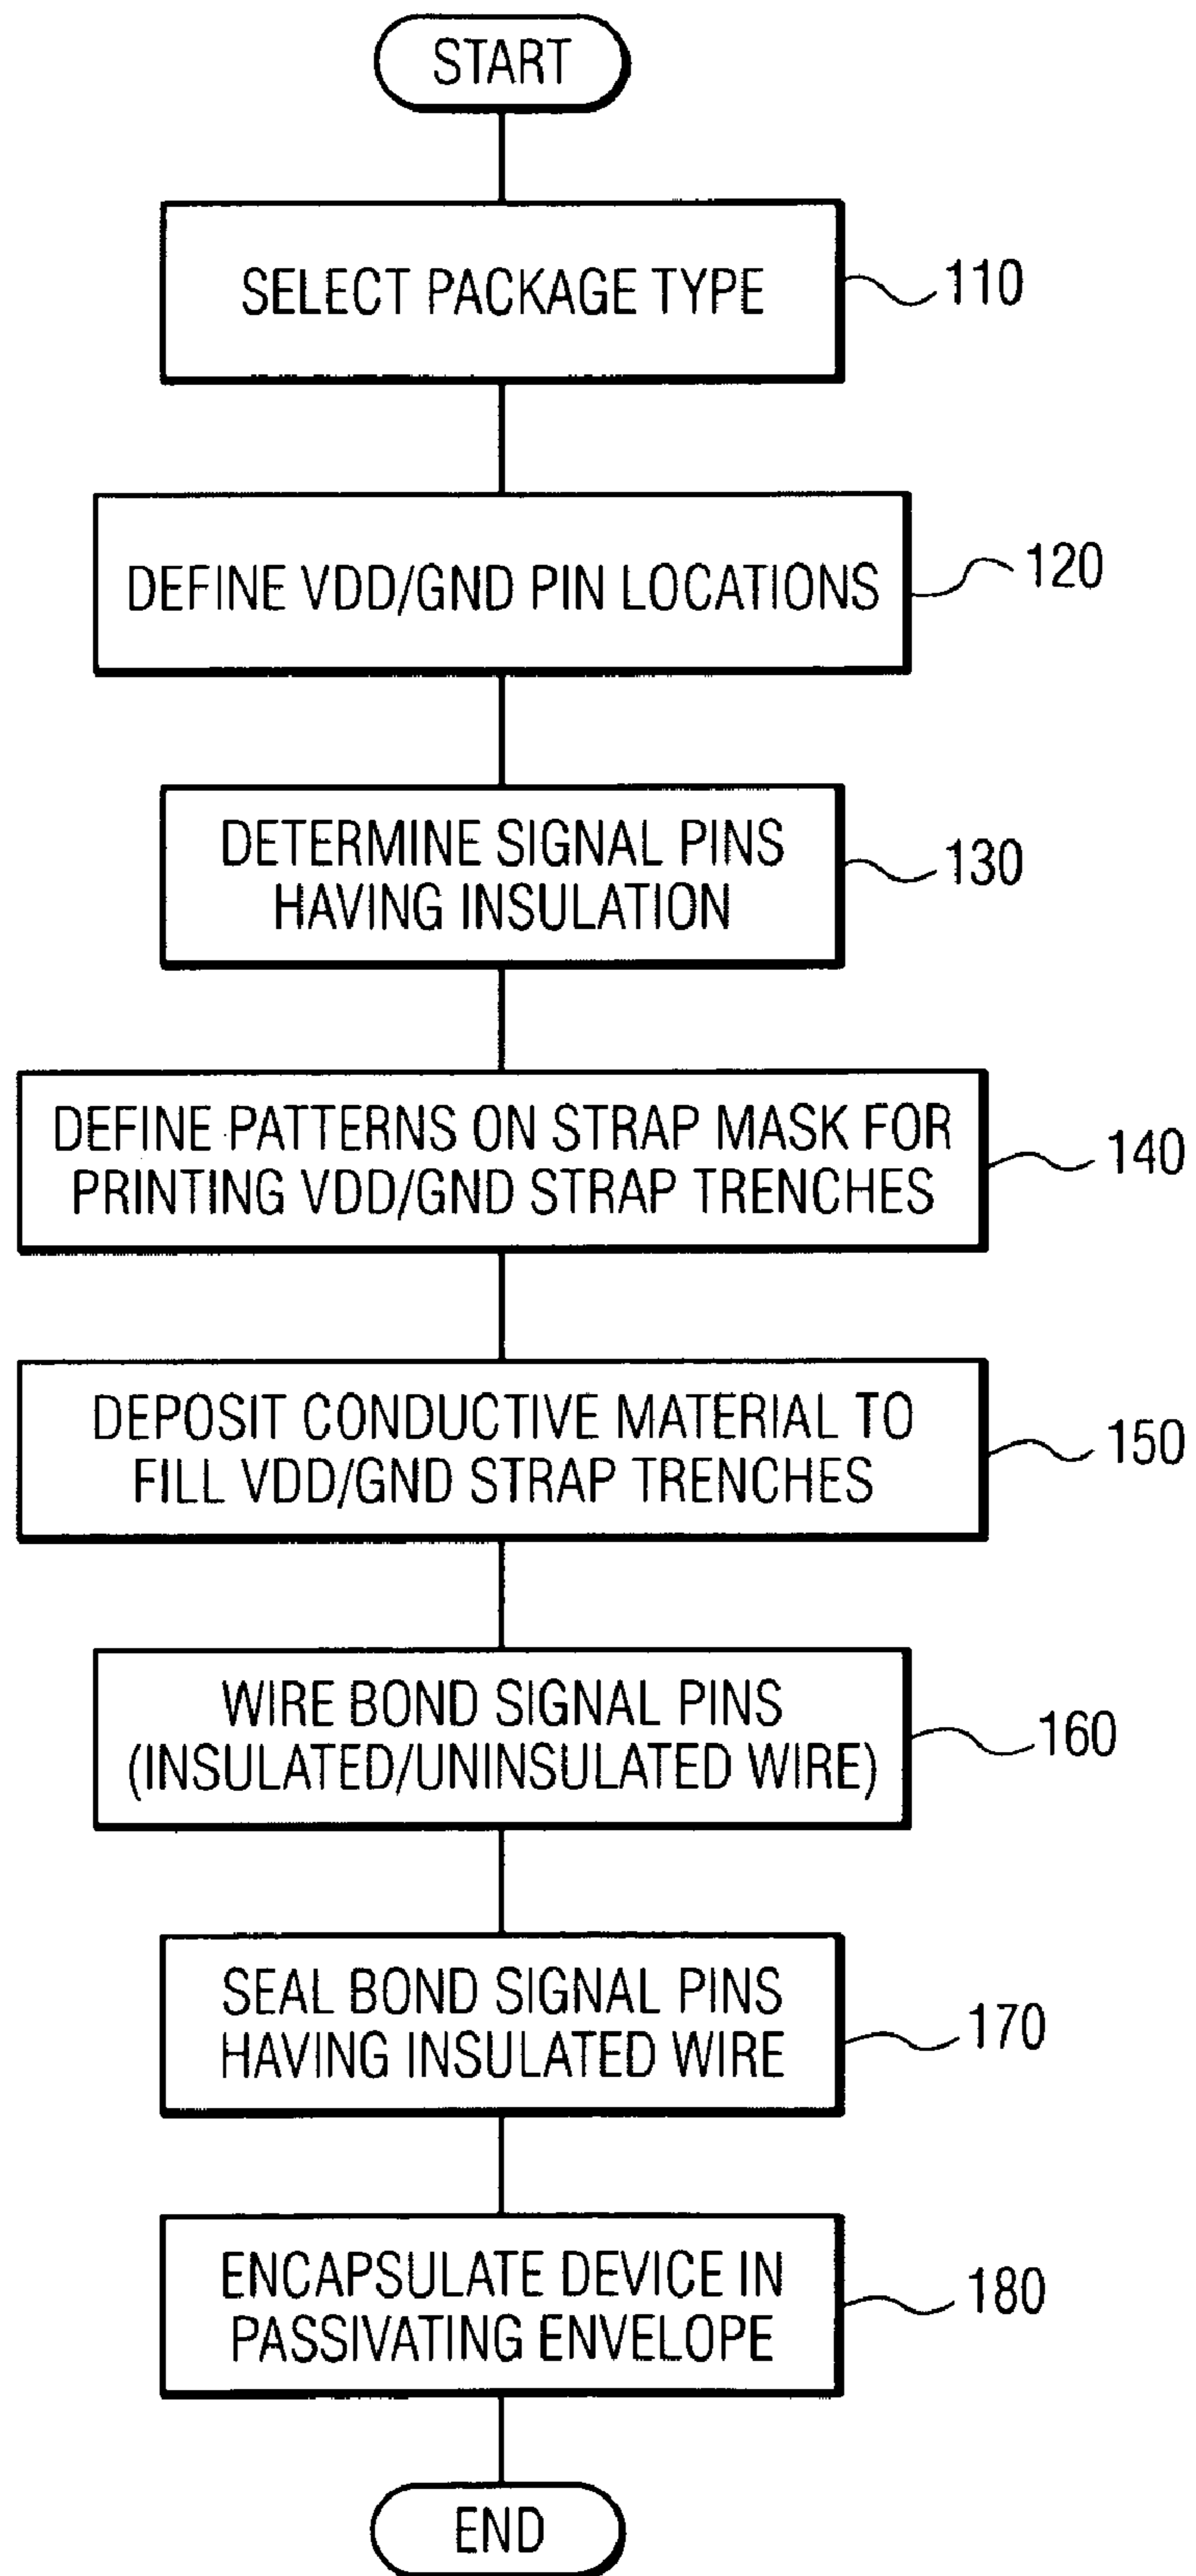 START
SELECT PACKAGE TYPE
110
DEFINE VDD/GND PIN LOCATIONS
120
DETERMINE SIGNAL PINS
HAVING INSULATION
130
DEFINE PATTERNS ON STRAP MASK FOR
PRINTING VDD/GND STRAP TRENCHES
140
DEPOSIT CONDUCTIVE MATERIAL TO
FILL VDD/GND STRAP TRENCHES
150
WIRE BOND SIGNAL PINS
(INSULATED/UNINSULATED WIRE)
160
SEAL BOND SIGNAL PINS
HAVING INSULATED WIRE
170
ENCAPSULATE DEVICE IN
PASSIVATING ENVELOPE
180
END